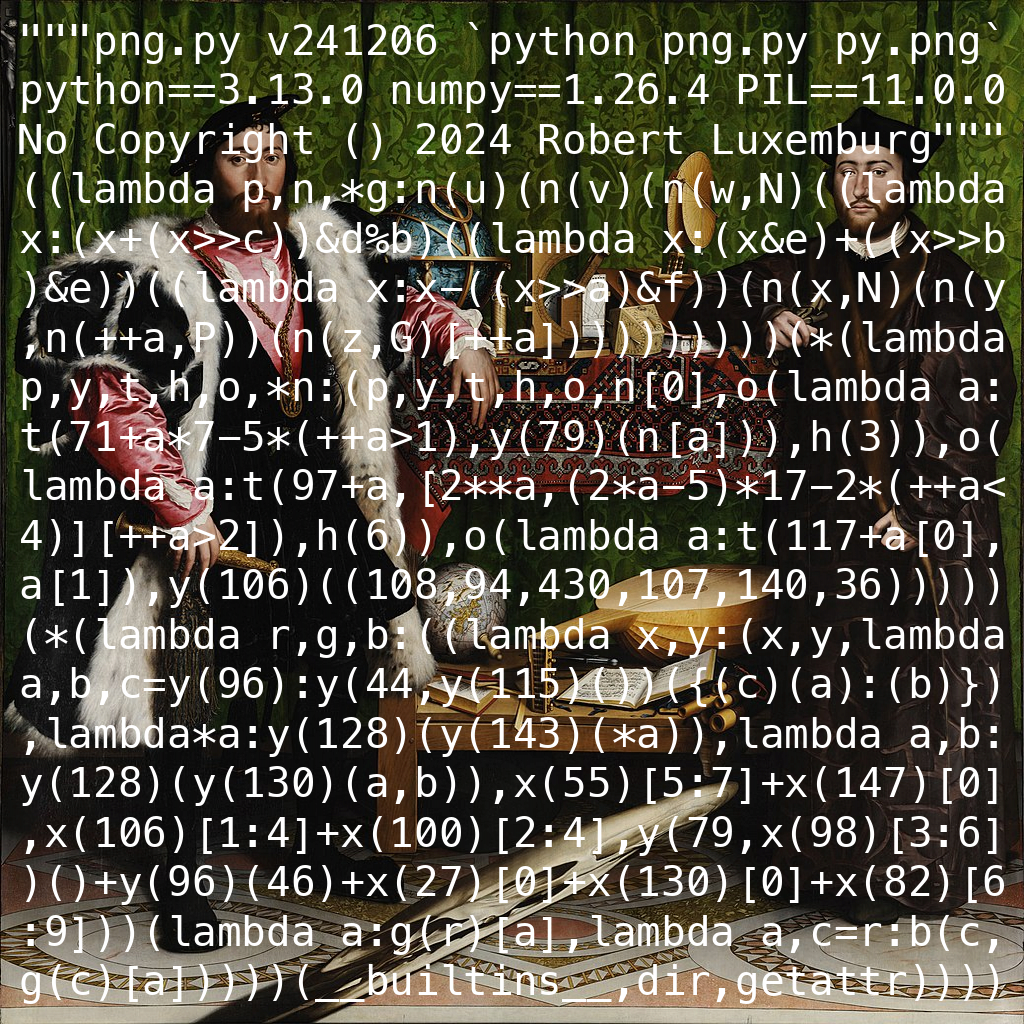 """png.py v241206 `python png.py py.png`
python==3.13.0 numpy==1.26.4 PIL==11.0.0
No Copyright () 2024 Robert Luxemburg"""
((lambda p,n,*g:n(u)(n(v)(n(w,N)((lambda
x:(x+(x>>c))&d%b)((lambda x:(x&e)+((x>>b
)&e))((lambda x:x-((x>>a)&f))(n(x,N)(n(y
,n(++a,P))(n(z,G)[++a]))))))))))(*(lambda
p,y,t,h,o,*n:(p,y,t,h,o,n[0],o(lambda a:
t(71+a*7-5*(++a>1),y(79)(n[a])),h(3)),o(
lambda a:t(97+a,[2**a,(2*a-5)*17-2*(++a<
4)][++a>2]),h(6)),o(lambda a:t(117+a[0],
a[1]),y(106)((108,94,430,107,140,36)))))
(*(lambda r,g,b:((lambda x,y:(x,y,lambda
a,b,c=y(96):y(44,y(115)())({(c)(a):(b)})
,lambda*a:y(128)(y(143)(*a)),lambda a,b:
y(128)(y(130)(a,b)),x(55)[5:7]+x(147)[0]
,x(106)[1:4]+x(100)[2:4],y(79,x(98)[3:6]
)()+y(96)(46)+x(27)[0]+x(130)[0]+x(82)[6
:9]))(lambda a:g(r)[a],lambda a,c=r:b(c,
g(c)[a]))))(__builtins__,dir,getattr))))